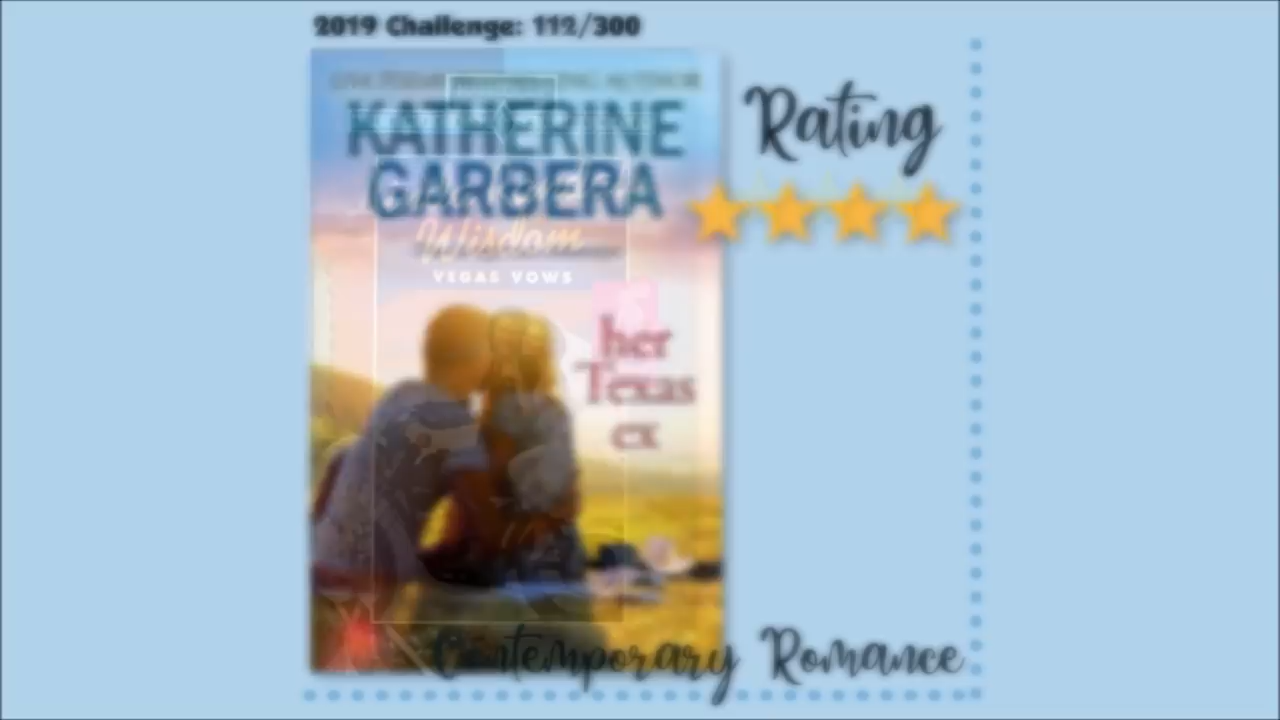 2019 Challenge: 112/300
KATHERINE
GARBERA
Wisdom
VEGAS VOWS
her
Texas
ex
Rating
Contemporary Romance